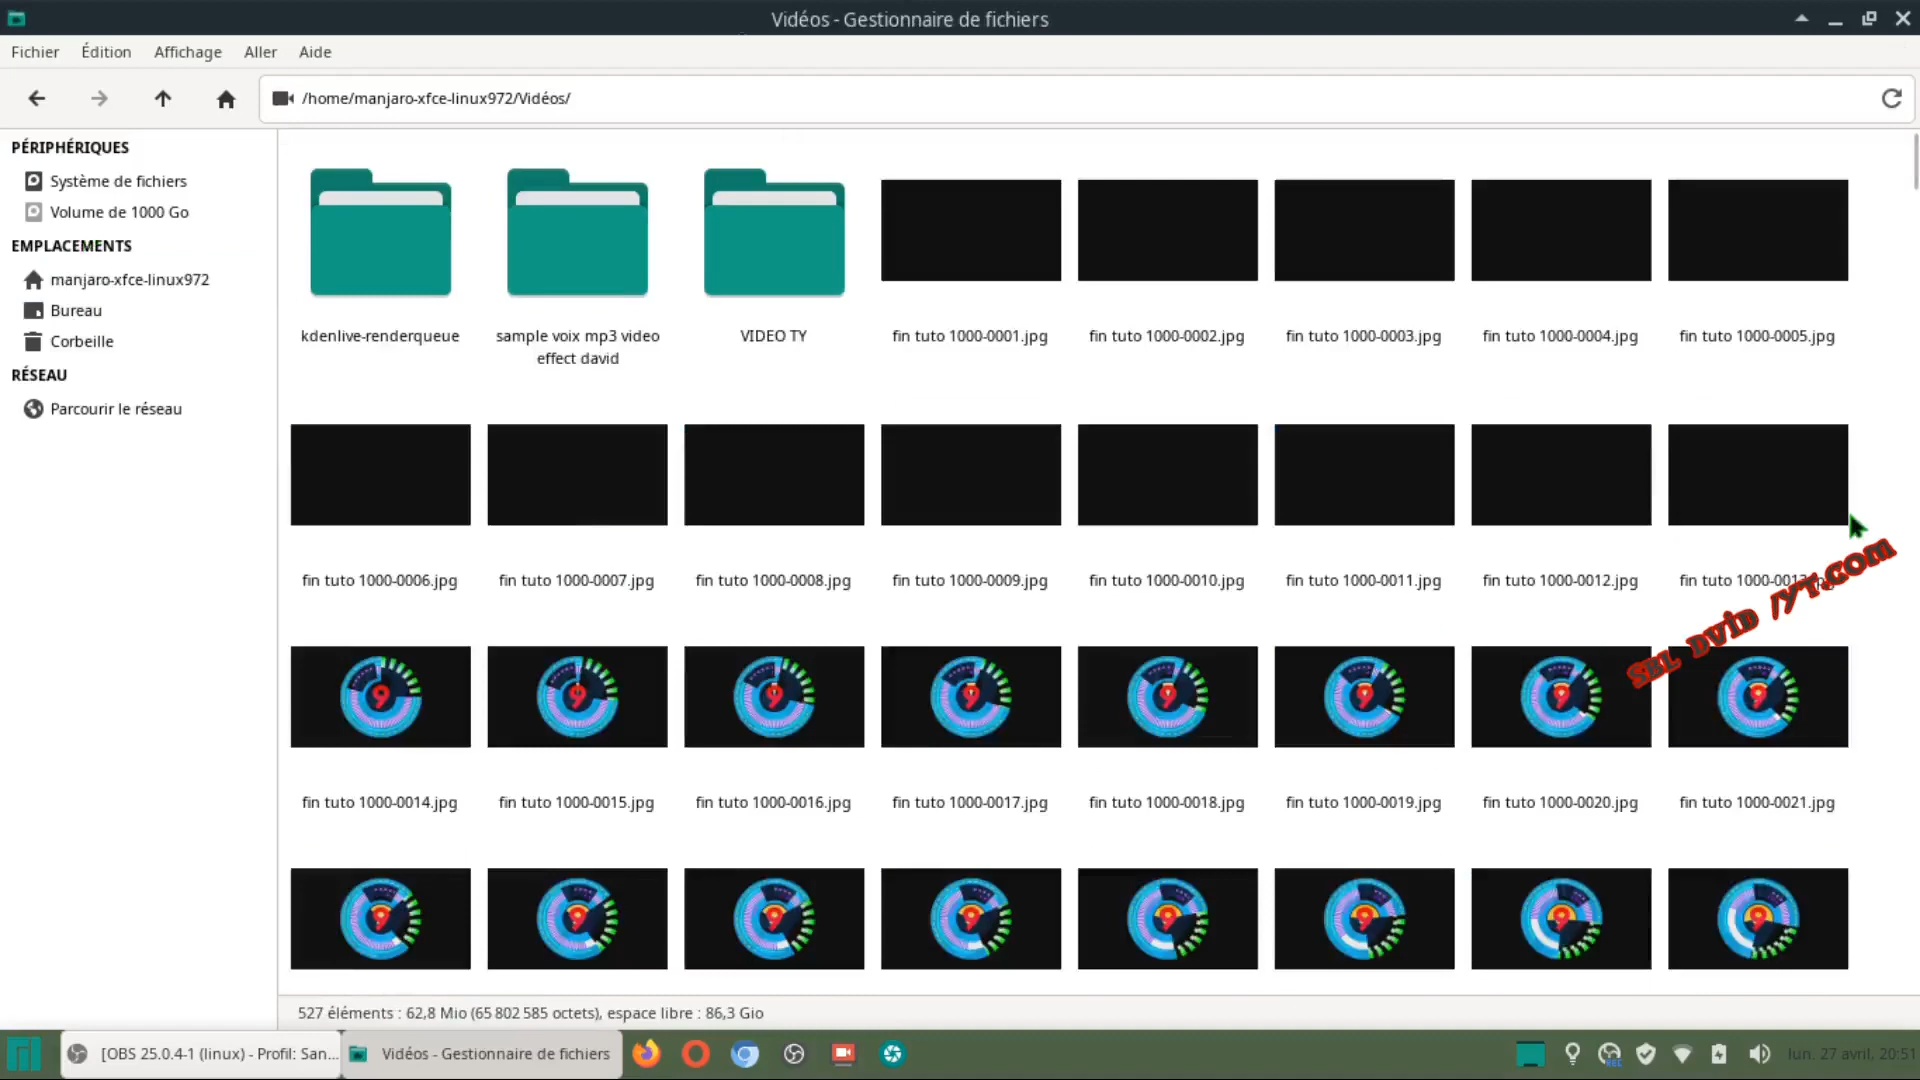 Vidéos - Gestionnaire de fichiers
Fichier Édition Affichage Aller Aide
/home/manjaro-xfce-linux972/Vidéos/
PÉRIPHÉRIQUES
Système de fichiers
Volume de 1000 Go
EMPLACEMENTS
manjaro-xfce-linux972
Bureau
Corbeille
RÉSEAU
Parcourir le réseau
kdenlive-renderqueue
sample voix mp3 video
effect david
VIDEO TY
fin tuto 1000-0001.jpg
fin tuto 1000-0002.jpg
fin tuto 1000-0003.jpg
fin tuto 1000-0004.jpg
fin tuto 1000-0005.jpg
fin tuto 1000-0006.jpg
fin tuto 1000-0007.jpg
fin tuto 1000-0008.jpg
fin tuto 1000-0009.jpg
fin tuto 1000-0010.jpg
fin tuto 1000-0011.jpg
fin tuto 1000-0012.jpg
fin tuto 1000-0013.jpg
SBL DVID /YT.COM
fin tuto 1000-0014.jpg
fin tuto 1000-0015.jpg
fin tuto 1000-0016.jpg
fin tuto 1000-0017.jpg
fin tuto 1000-0018.jpg
fin tuto 1000-0019.jpg
fin tuto 1000-0020.jpg
fin tuto 1000-0021.jpg
527 éléments : 62,8 Mio (65 802 585 octets), espace libre : 86,3 Gio
[OBS 25.0.4-1 (linux) - Profil: San...
Vidéos - Gestionnaire de fichiers
lun. 27 avril, 20:51